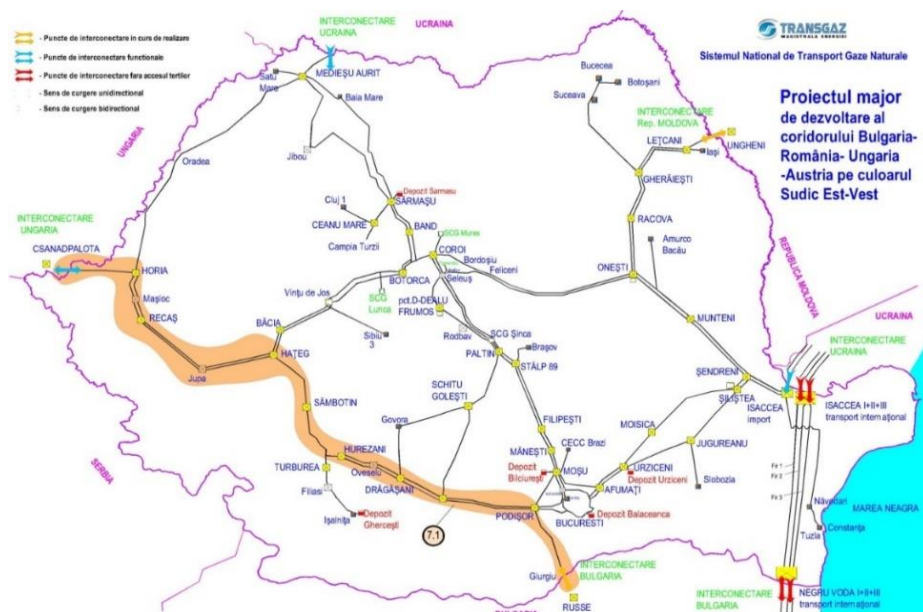 INTERCONECTARE
UCRAINA
UCRAINA
UCRAINA
TRANSGAZ
MAGISTRALA ENERGIEI
Sistemul National de Transport Gaze Naturale
- Puncte de interconectare in curs de realizare
- Puncte de interconectare functionale
- Puncte de interconectare fara accesul tertilor
- Sens de curgere unidirectional
- Sens de curgere bidirectional
Proiectul major
de dezvoltare al
coridorului Bulgaria-
România- Ungaria
-Austria pe culoarul
Sudic Est-Vest
MEDIEȘU AURIT
Satu
Mare
Baia Mare
Bucecea
Botoșani
Suceava
INTERCONECTARE
Rep. MOLDOVA
UNGHENI
LEȚCANI
Iași
UNGARIA
Oradea
Jibou
GHERĂIEȘTI
Depozit Sarmasu
SĂRMAȘU
Cluj 1
CEANU MARE
Campia Turzii
BAND
SCG Mures
RACOVA
INTERCONECTARE
UNGARIA
CSANADPALOTA
HORIA
COROI
Bordoșiu
Feliceni
Seleuș
BOTORCA
Amurco
Bacău
ONEȘTI
REPUBLICA MOLDOVA
Mașloc
RECAȘ
Vințu de Jos
SCG
Lunca
pct.D-DEALU
FRUMOS
BĂCIA
Sibiu
3
Rodbav
SCG Șinca
MUNTENI
UCRAINA
INTERCONECTARE
UCRAINA
HAȚEG
PALTIN
Brașov
STÂLP 89
Jupa
ȘENDRENI
SILIȘTEA
SCHITU
GOLEȘTI
ISACCEA
import
ISACCEA I+II+III
transport internațional
SÂMBOTIN
Govora
FILIPEȘTI
MOISICA
JUGUREANU
SERBIA
HUREZANI
Oveselu
TURBUREA
MĂNEȘTI
CECC Brazi
Depozit
Bilciurești
MOȘU
URZICENI
Depozit Urziceni
Slobozia
Fir 1
Fir 2
Fir 3
Filiasi
DRĂGĂȘANI
AFUMAȚI
Ișalnița
Depozit
Ghercești
PODIȘOR
BUCURESTI
Depozit Balaceanca
Năvodari
MAREA NEAGRA
Constanța
Tuzla
7.1
INTERCONECTARE
BULGARIA
Giurgiu
RUSSE
BULGARIA
INTERCONECTARE
BULGARIA
NEGRU VODA I+II+III
transport internațional